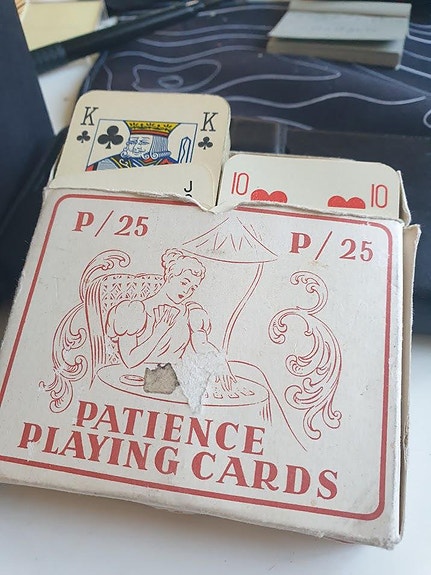 K K
J
10 10
P/25 P/25
PATIENCE
PLAYING CARDS